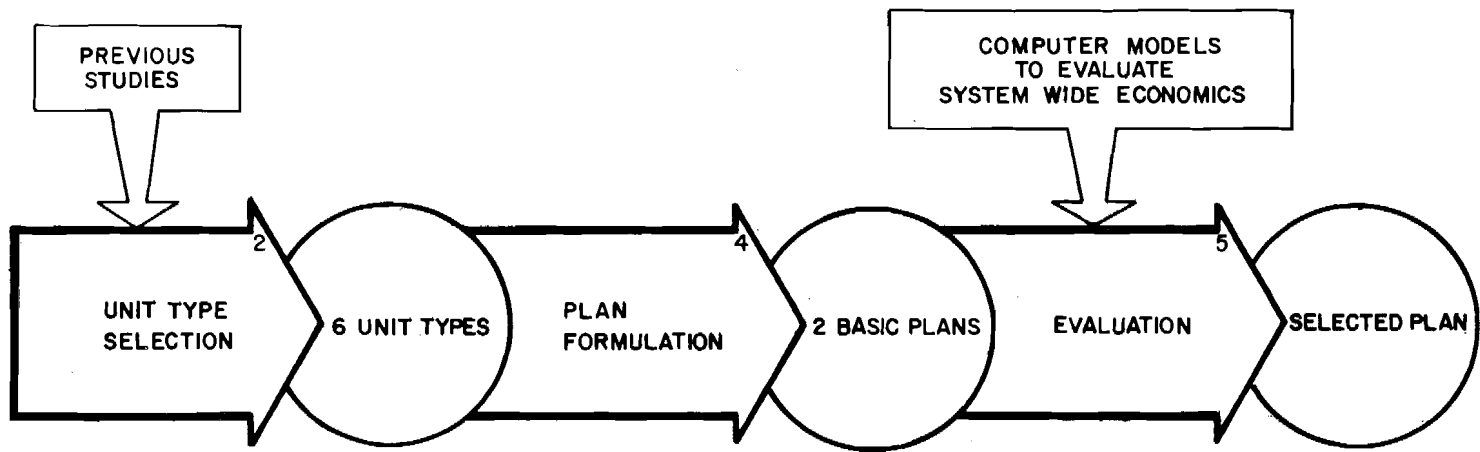 PREVIOUS
STUDIES
COMPUTER MODELS
TO EVALUATE
SYSTEM WIDE ECONOMICS
2
UNIT TYPE
SELECTION
6 UNIT TYPES
4
PLAN
FORMULATION
2 BASIC PLANS
5
EVALUATION
SELECTED PLAN